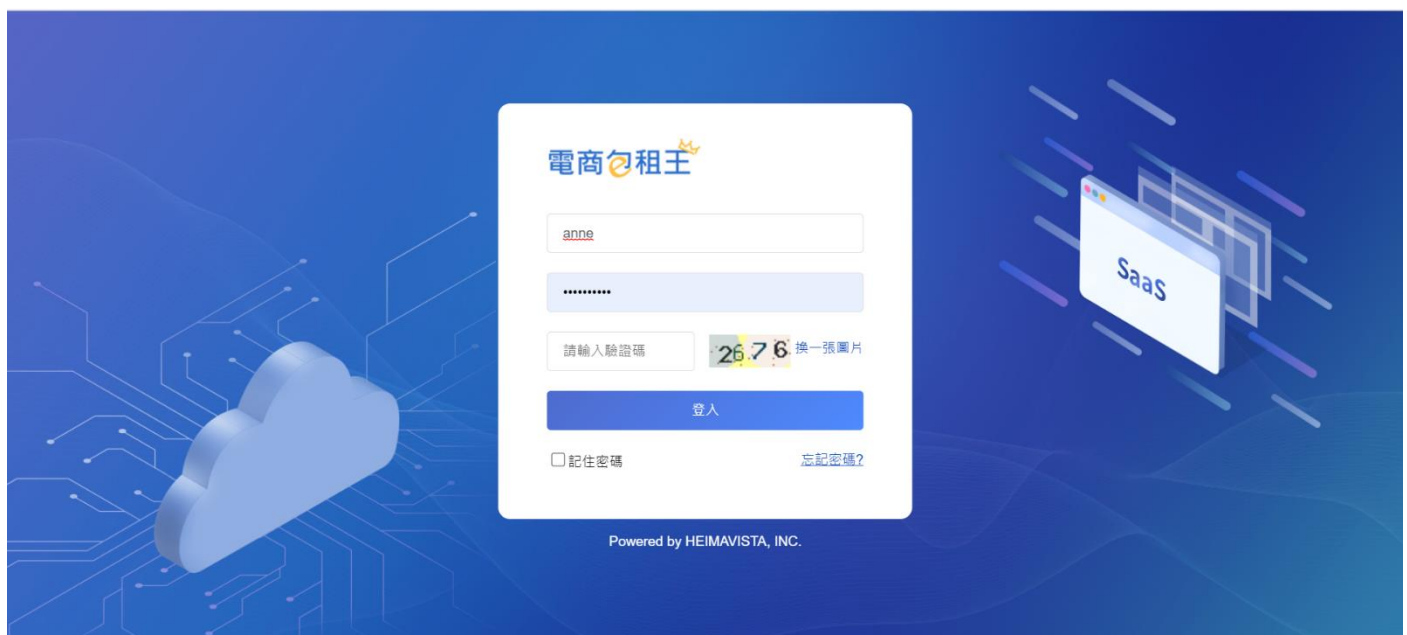 電商包租王
anne
••••••••••
請輸入驗證碼
2676 換一張圖片
登入
記住密碼 忘記密碼?
Powered by HEIMAVISTA, INC.
SaaS